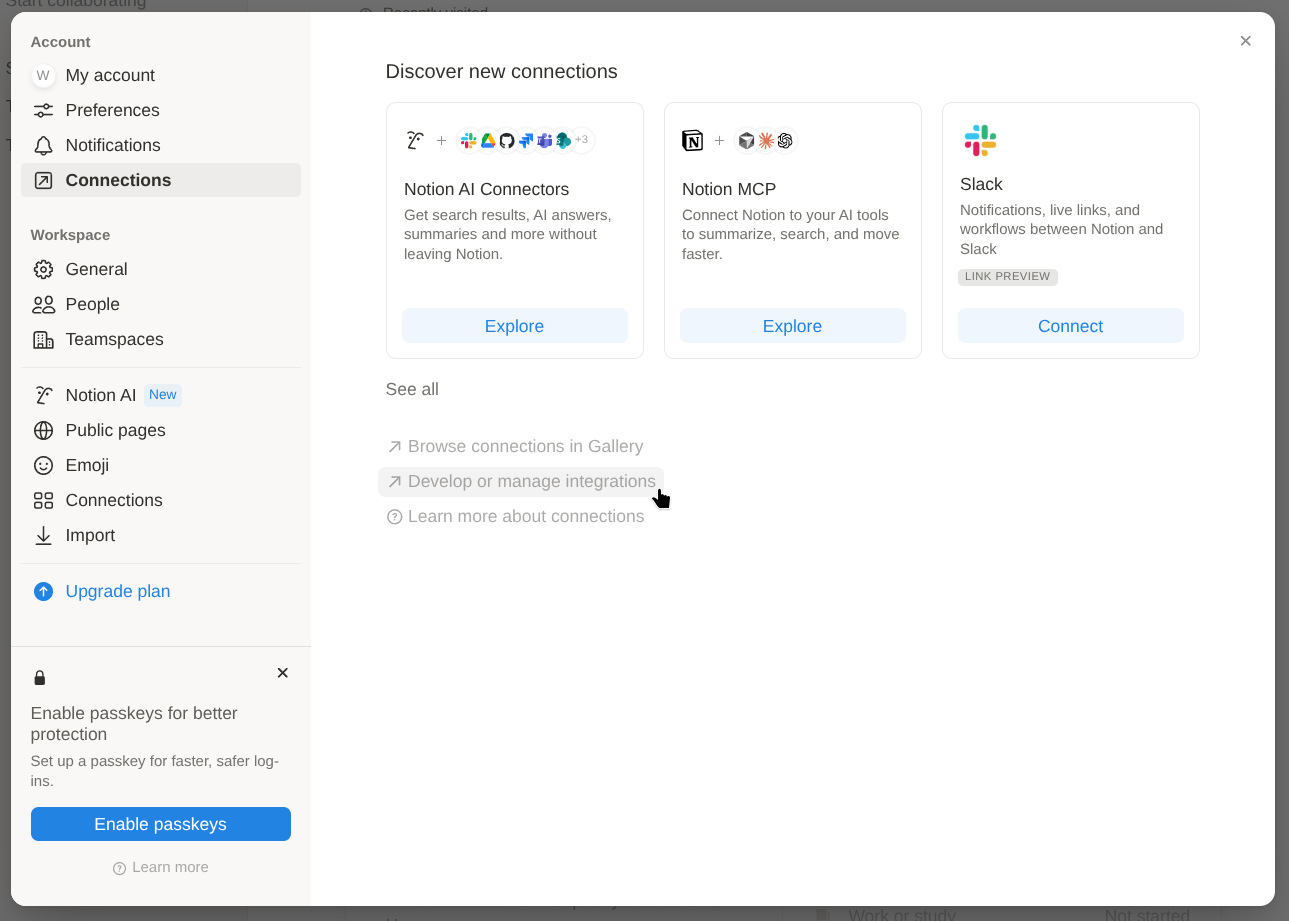 Start collaborating
Recently visited
Account
W My account
Preferences
Notifications
Connections
Workspace
General
People
Teamspaces
Notion AI New
Public pages
Emoji
Connections
Import
Upgrade plan
Enable passkeys for better
protection
Set up a passkey for faster, safer log-
ins.
Enable passkeys
Learn more
Discover new connections
+ +3
Notion AI Connectors
Get search results, AI answers,
summaries and more without
leaving Notion.
Explore
+
Notion MCP
Connect Notion to your AI tools
to summarize, search, and move
faster.
Explore
Slack
Notifications, live links, and
workflows between Notion and
Slack
LINK PREVIEW
Connect
See all
Browse connections in Gallery
Develop or manage integrations
Learn more about connections
Work or study
Not started